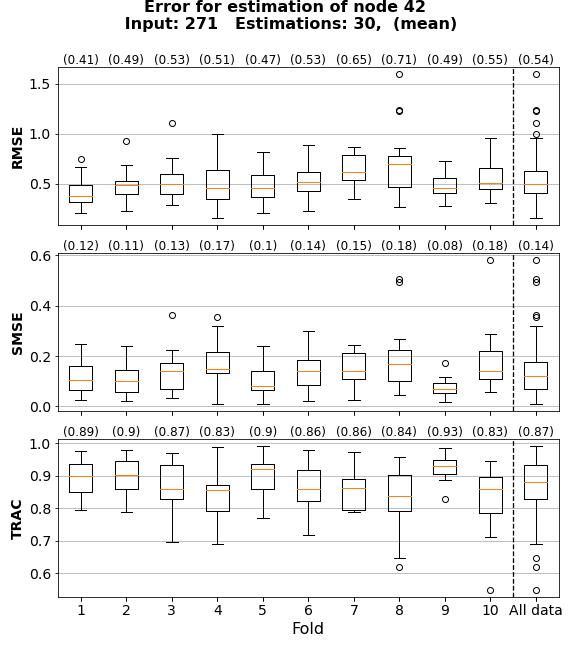 Error for estimation of node 42
Input: 271 Estimations: 30, (mean)
(0.41) (0.49) (0.53) (0.51) (0.47) (0.53) (0.65) (0.71) (0.49) (0.55) (0.54)
1.5
1.0
0.5
RMSE
(0.12) (0.11) (0.13) (0.17) (0.1) (0.14) (0.15) (0.18) (0.08) (0.18) (0.14)
0.6
0.4
0.2
0.0
SMSE
(0.89) (0.9) (0.87) (0.83) (0.9) (0.86) (0.86) (0.84) (0.93) (0.83) (0.87)
1.0
0.9
0.8
0.7
0.6
TRAC
1 2 3 4 5 6 7 8 9 10 All data
Fold